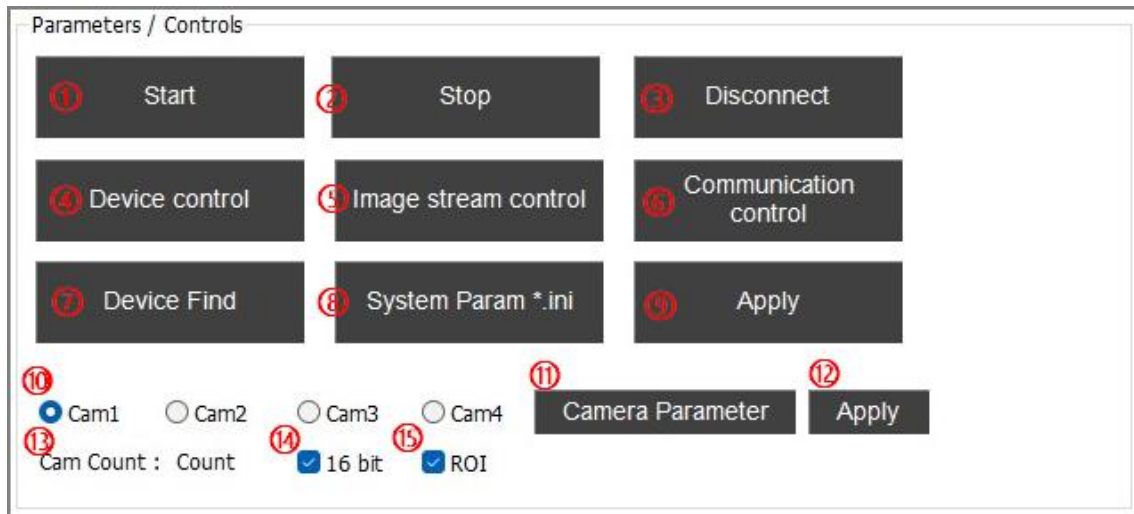 Parameters / Controls
① Start ② Stop ③ Disconnect
④ Device control ⑤ Image stream control ⑥ Communication control
⑦ Device Find ⑧ System Param *.ini ⑨ Apply
⑩ ⑪ ⑫
Cam1 Cam2 Cam3 Cam4 Camera Parameter Apply
⑬ ⑭ ⑮
Cam Count : Count 16 bit ROI